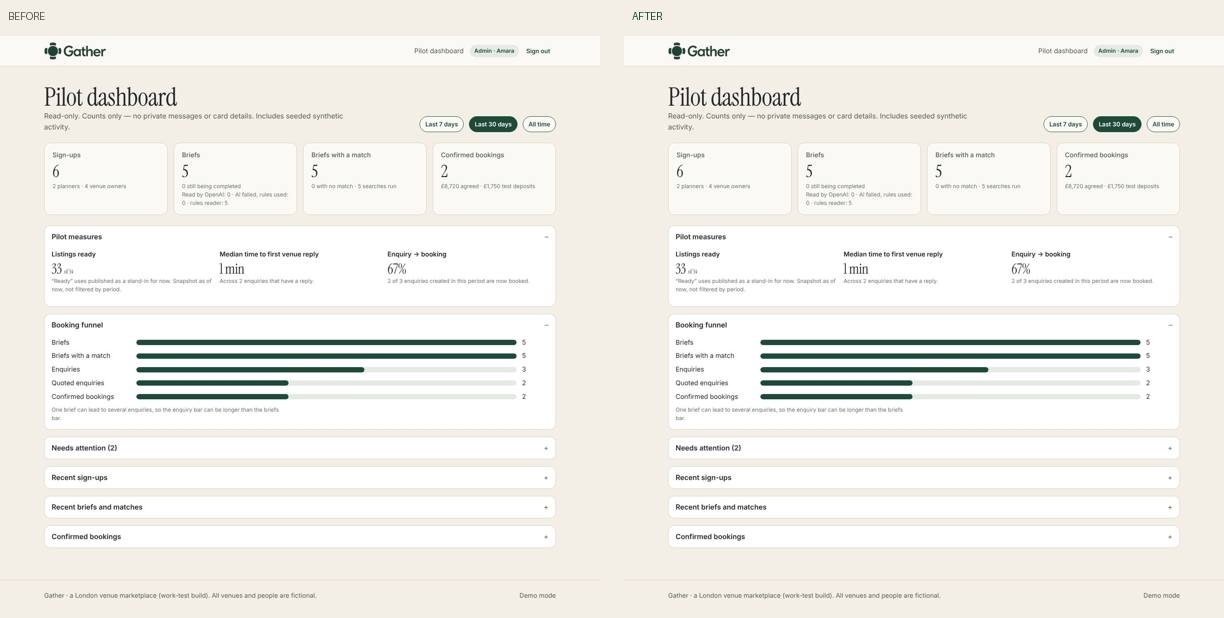 BEFORE
Gather
Pilot dashboard
Admin · Amara
Sign out
Pilot dashboard
Read-only. Counts only — no private messages or card details. Includes seeded synthetic
activity.
Last 7 days
Last 30 days
All time
Sign-ups
6
2 planners · 4 venue owners
Briefs
5
0 still being completed
Read by OpenAI: 0 · AI failed, rules used:
0 · rules reader: 5
Briefs with a match
5
0 with no match · 5 searches run
Confirmed bookings
2
£8,720 agreed · £1,750 test deposits
Pilot measures
–
Listings ready
33 of 34
"Ready" uses published as a stand-in for now. Snapshot as of
now, not filtered by period.
Median time to first venue reply
1 min
Across 2 enquiries that have a reply.
Enquiry → booking
67%
2 of 3 enquiries created in this period are now booked.
Booking funnel
–
Briefs 5
Briefs with a match 5
Enquiries 3
Quoted enquiries 2
Confirmed bookings 2
One brief can lead to several enquiries, so the enquiry bar can be longer than the briefs
bar.
Needs attention (2) +
Recent sign-ups +
Recent briefs and matches +
Confirmed bookings +
Gather · a London venue marketplace (work-test build). All venues and people are fictional.
Demo mode
AFTER
Gather
Pilot dashboard
Admin · Amara
Sign out
Pilot dashboard
Read-only. Counts only — no private messages or card details. Includes seeded synthetic
activity.
Last 7 days
Last 30 days
All time
Sign-ups
6
2 planners · 4 venue owners
Briefs
5
0 still being completed
Read by OpenAI: 0 · AI failed, rules used:
0 · rules reader: 5
Briefs with a match
5
0 with no match · 5 searches run
Confirmed bookings
2
£8,720 agreed · £1,750 test deposits
Pilot measures
–
Listings ready
33 of 34
"Ready" uses published as a stand-in for now. Snapshot as of
now, not filtered by period.
Median time to first venue reply
1 min
Across 2 enquiries that have a reply.
Enquiry → booking
67%
2 of 3 enquiries created in this period are now booked.
Booking funnel
–
Briefs 5
Briefs with a match 5
Enquiries 3
Quoted enquiries 2
Confirmed bookings 2
One brief can lead to several enquiries, so the enquiry bar can be longer than the briefs
bar.
Needs attention (2) +
Recent sign-ups +
Recent briefs and matches +
Confirmed bookings +
Gather · a London venue marketplace (work-test build). All venues and people are fictional.
Demo mode